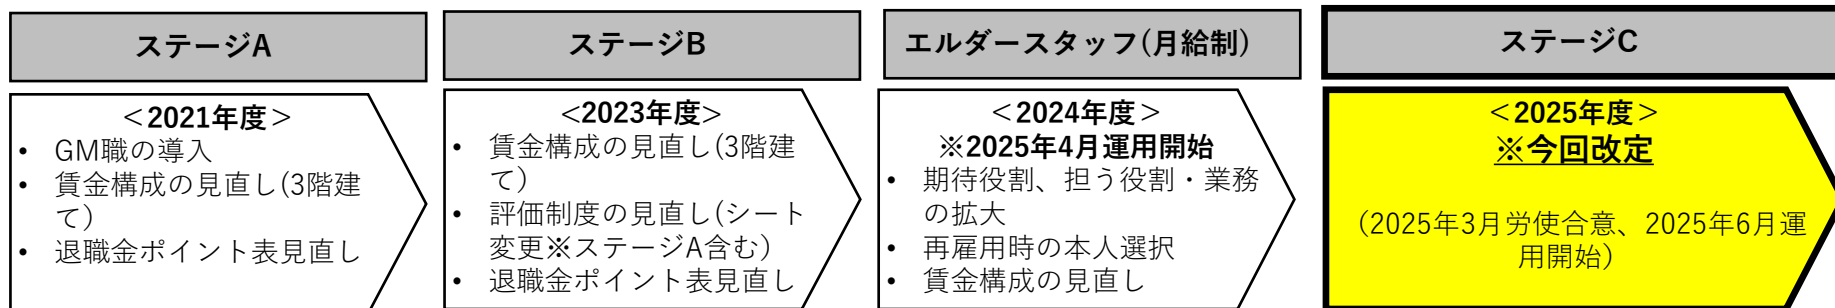 ステージA
<2021年度>
• GM職の導入
• 賃金構成の見直し(3階建
て)
• 退職金ポイント表見直し
ステージB
<2023年度>
• 賃金構成の見直し(3階建
て)
• 評価制度の見直し(シート
変更※ステージA含む)
• 退職金ポイント表見直し
エルダースタッフ(月給制)
<2024年度>
※2025年4月運用開始
• 期待役割、担う役割・業務
の拡大
• 再雇用時の本人選択
• 賃金構成の見直し
ステージC
<2025年度>
※今回改定
(2025年3月労使合意、2025年6月運
用開始)